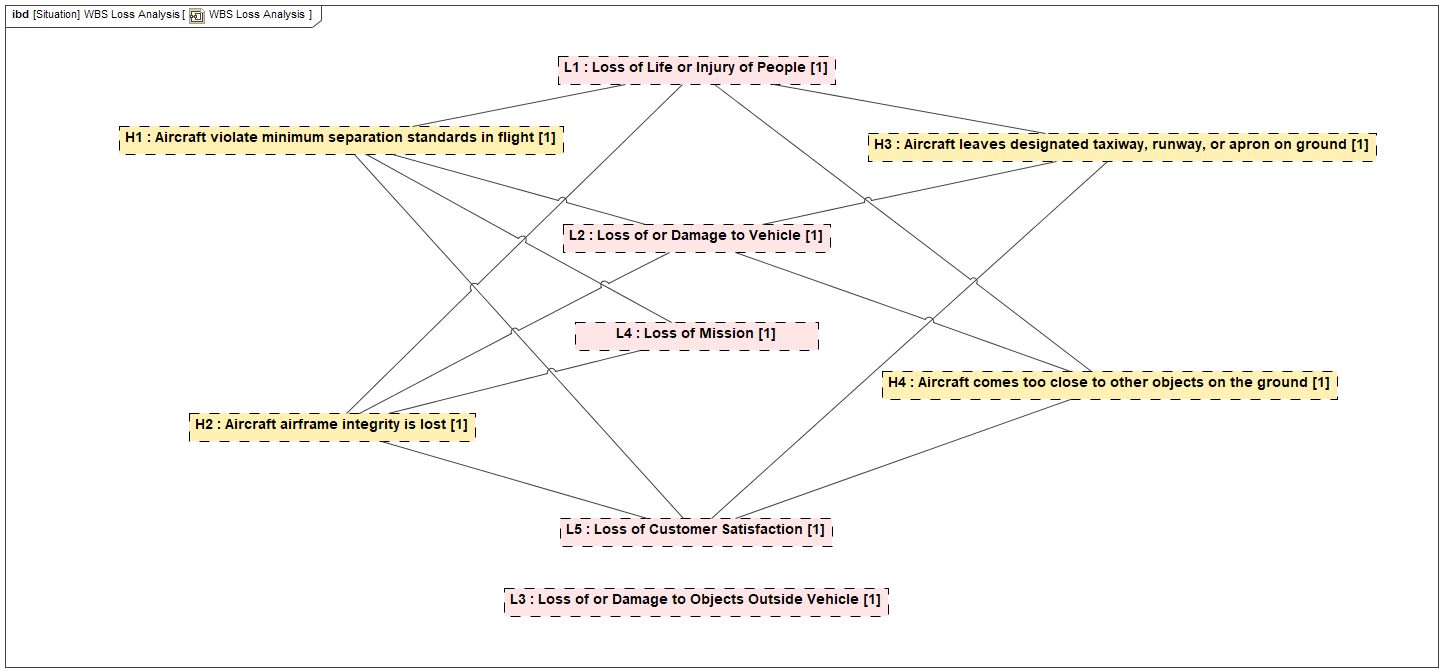 ibd [Situation] WBS Loss Analysis [ WBS Loss Analysis ]
L1 : Loss of Life or Injury of People [1]
H1 : Aircraft violate minimum separation standards in flight [1]
H3 : Aircraft leaves designated taxiway, runway, or apron on ground [1]
L2 : Loss of or Damage to Vehicle [1]
L4 : Loss of Mission [1]
H4 : Aircraft comes too close to other objects on the ground [1]
H2 : Aircraft airframe integrity is lost [1]
L5 : Loss of Customer Satisfaction [1]
L3 : Loss of or Damage to Objects Outside Vehicle [1]